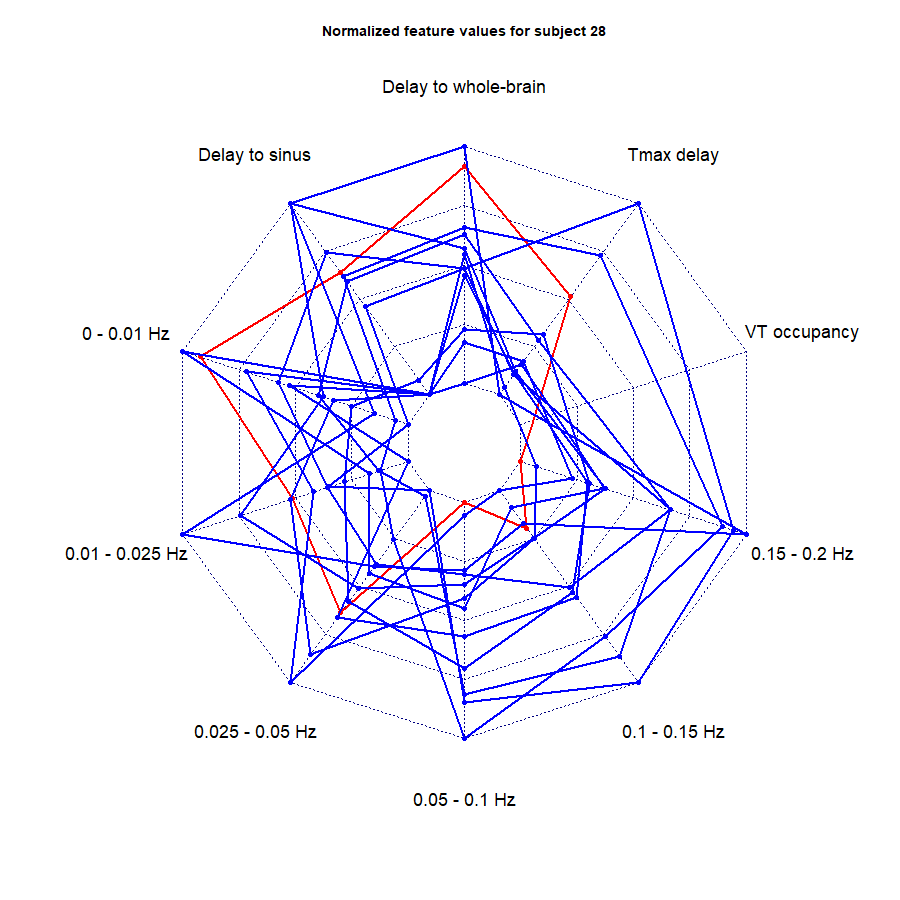 Normalized feature values for subject 28
Delay to whole-brain
Delay to sinus
Tmax delay
0 - 0.01 Hz
VT occupancy
0.01 - 0.025 Hz
0.15 - 0.2 Hz
0.025 - 0.05 Hz
0.1 - 0.15 Hz
0.05 - 0.1 Hz